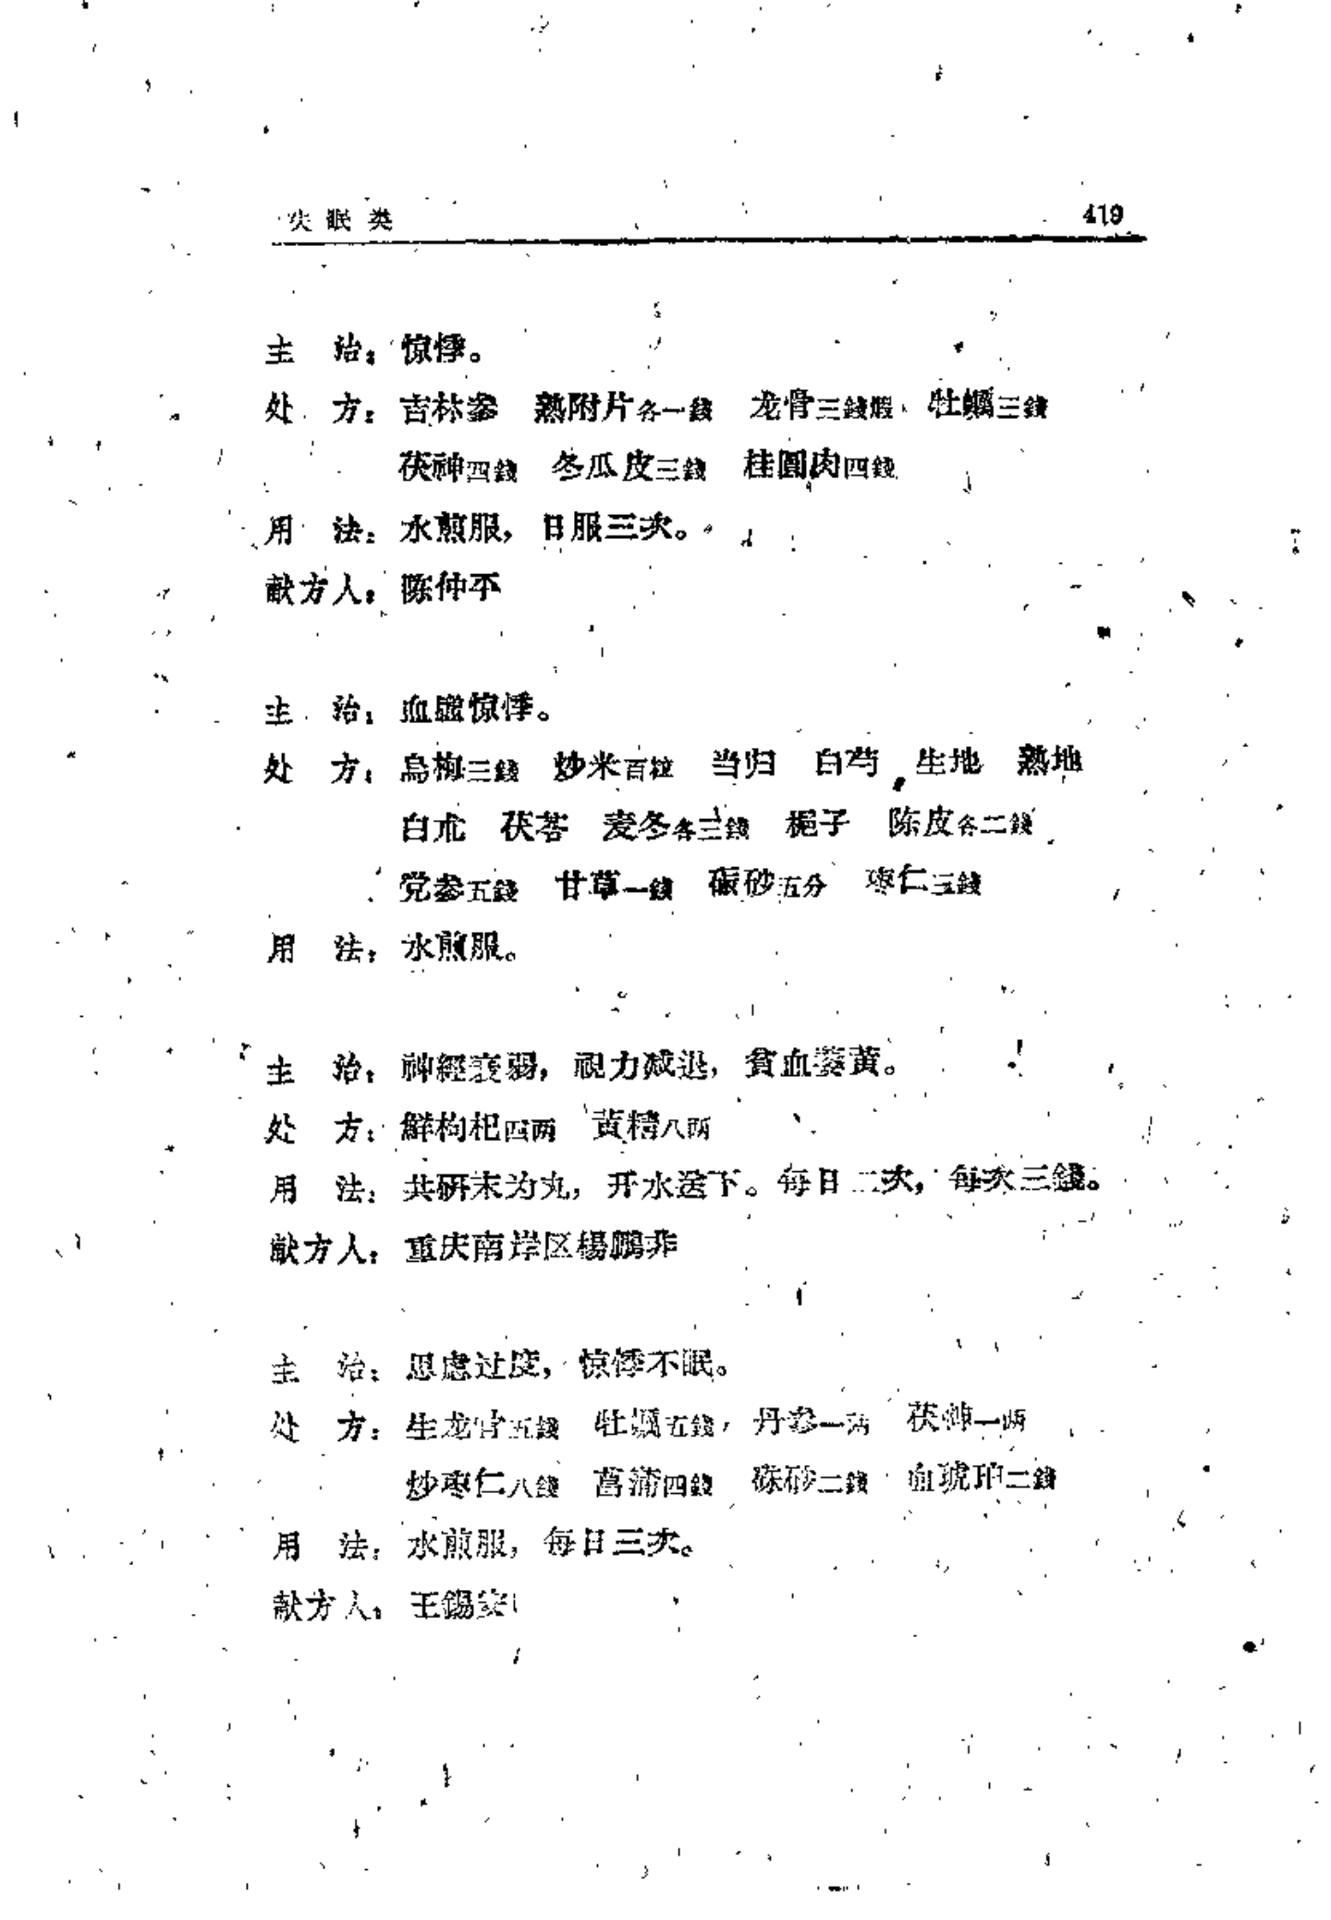 失眠类 419
主　治：惊悸。
处　方：吉林参　熟附片各一錢　龙骨三錢煅　牡蠣三錢
茯神四錢　冬瓜皮三錢　桂圓肉四錢
用　法：水煎服，日服三次。
献方人：陈仲平
主　治：血虛惊悸。
处　方：烏梅三錢　炒米百粒　当归　白芍　生地　熟地
白朮　茯苓　麦冬各三錢　梔子　陈皮各二錢
党参五錢　甘草一錢　硃砂五分　枣仁三錢
用　法：水煎服。
主　治：神經衰弱，視力减退，貧血萎黄。
处　方：鮮枸杞四两　黄精八两
用　法：共研末为丸，开水送下。每日二次，每次三錢。
献方人：重庆南岸区楊鵬非
主　治：思虑过度，惊悸不眠。
处　方：生龙骨五錢　牡蠣五錢　丹参一两　茯神一两
炒枣仁八錢　菖蒲四錢　硃砂二錢　血琥珀二錢
用　法：水煎服，每日三次。
献方人：王錫安